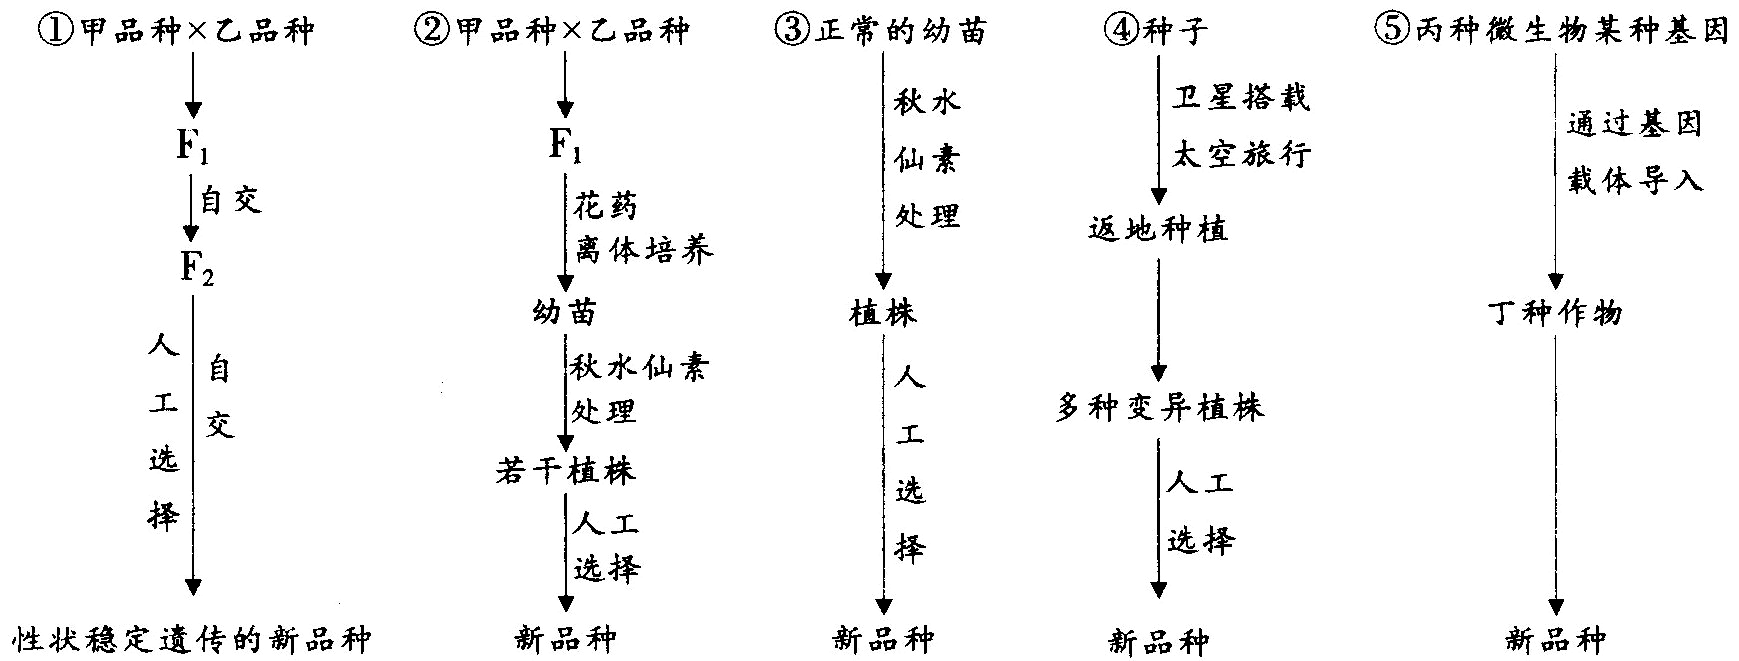 ①甲品种×乙品种
F₁
自交
F₂
人工选择
自交
性状稳定遗传的新品种
②甲品种×乙品种
F₁
花药
离体培养
幼苗
秋水仙素
处理
若干植株
人工
选择
新品种
③正常的幼苗
秋水
仙素
处理
植株
人工选择
新品种
④种子
卫星搭载
太空旅行
返地种植
多种变异植株
人工
选择
新品种
⑤丙种微生物某种基因
通过基因
载体导入
丁种作物
新品种